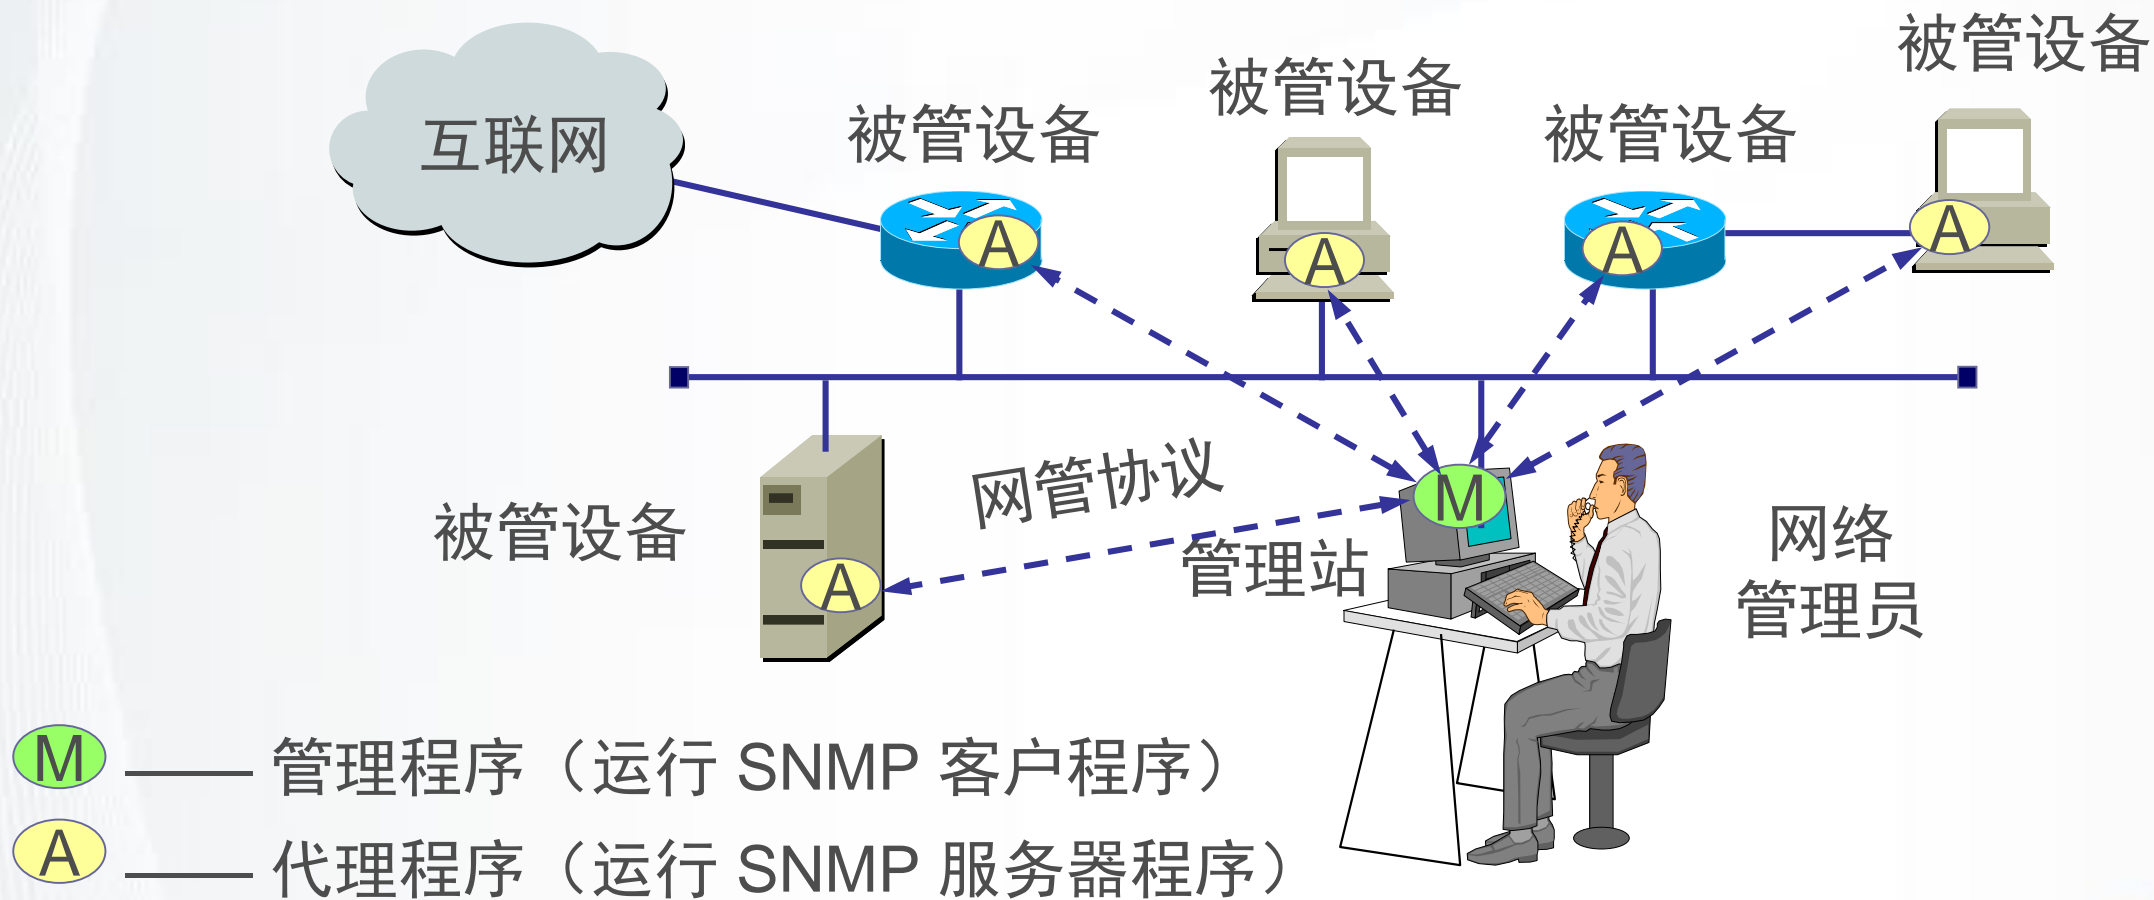 被管设备
被管设备
被管设备
被管设备
互联网
A
A
A
A
网管协议
M
被管设备
管理站
网络
管理员
A
M —— 管理程序（运行 SNMP 客户程序）
A —— 代理程序（运行 SNMP 服务器程序）